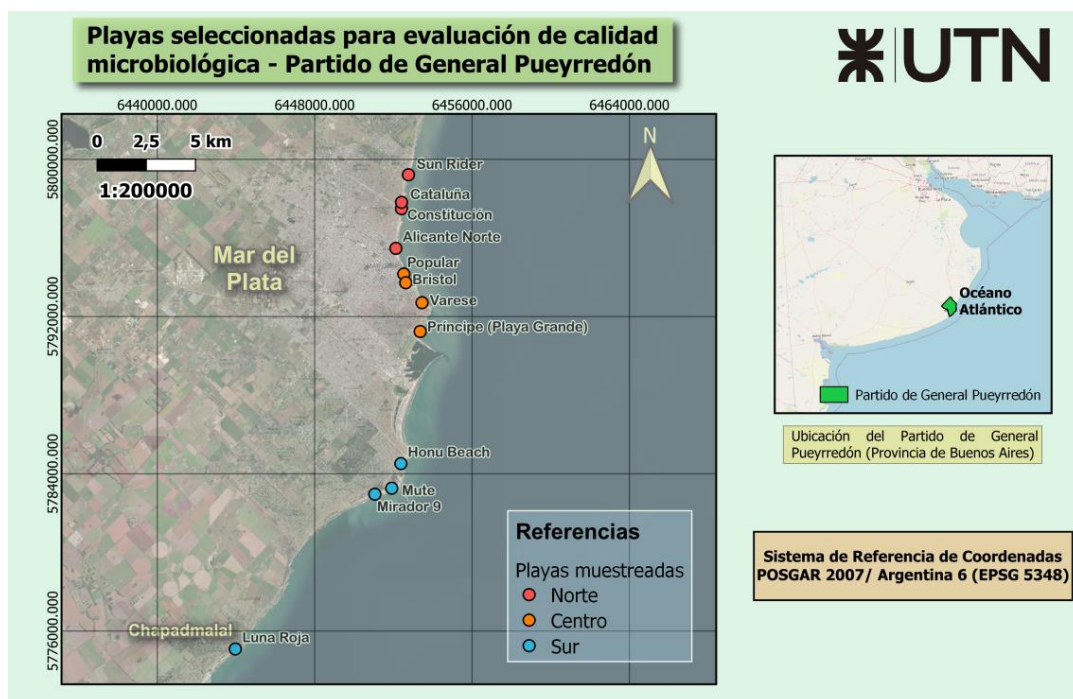 Playas seleccionadas para evaluación de calidad
microbiológica - Partido de General Pueyrredón
UTN
6440000.000 6448000.000 6456000.000 6464000.000
5800000.000
5792000.000
5784000.000
5776000.000
0 2,5 5 km
1:200000
N
Sun Rider
Cataluña
Constitución
Alicante Norte
Mar del
Plata
Popular
Bristol
Varese
Príncipe (Playa Grande)
Honu Beach
Mute
Mirador 9
Chapadmalal
Luna Roja
Referencias
Playas muestreadas
Norte
Centro
Sur
Océano
Atlántico
Partido de General Pueyrredón
Ubicación del Partido de General
Pueyrredón (Provincia de Buenos Aires)
Sistema de Referencia de Coordenadas
POSGAR 2007/ Argentina 6 (EPSG 5348)